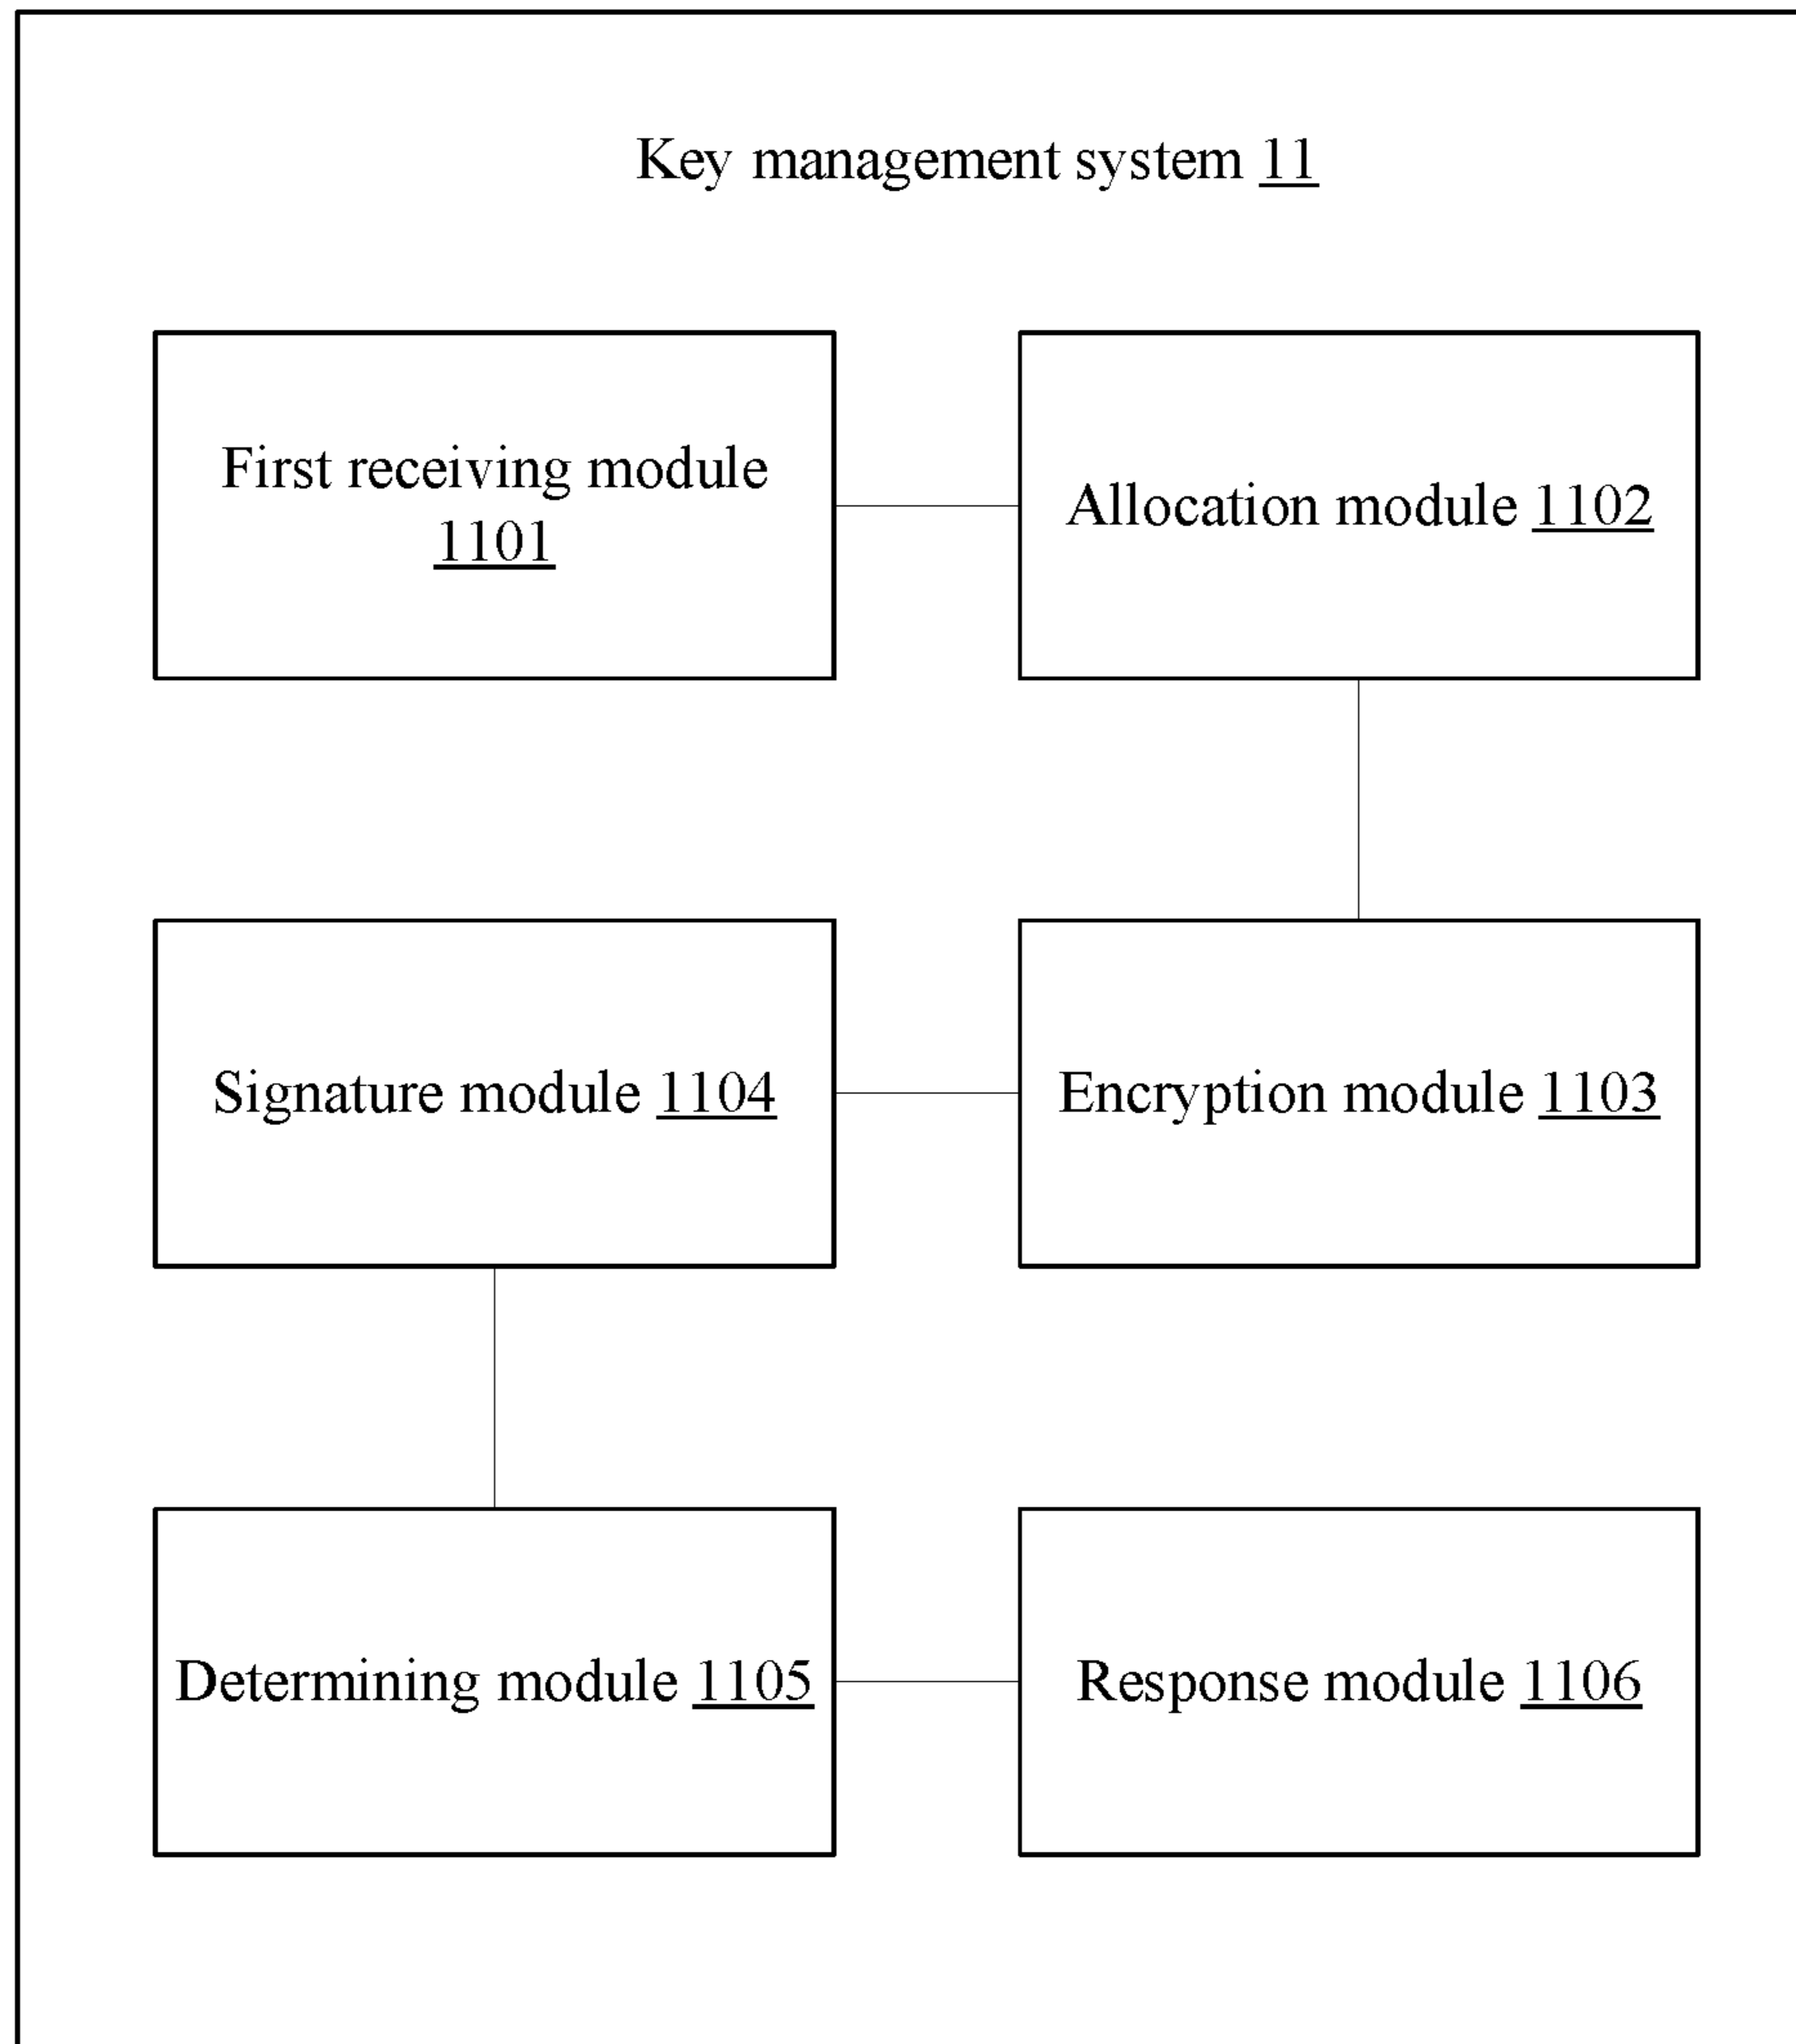 Key management system 11
First receiving module
1101
Allocation module 1102
Signature module 1104
Encryption module 1103
Determining module 1105
Response module 1106